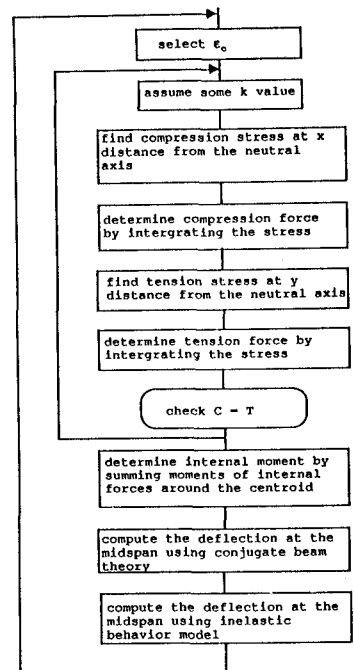 select ε_c
assume some k value
find compression stress at x
distance from the neutral
axis
determine compression force
by intergrating the stress
find tension stress at y
distance from the neutral axis
determine tension force by
intergrating the stress
check C = T
determine internal moment by
summing moments of internal
forces around the centroid
compute the deflection at the
midspan using conjugate beam
theory
compute the deflection at the
midspan using inelastic
behavior model